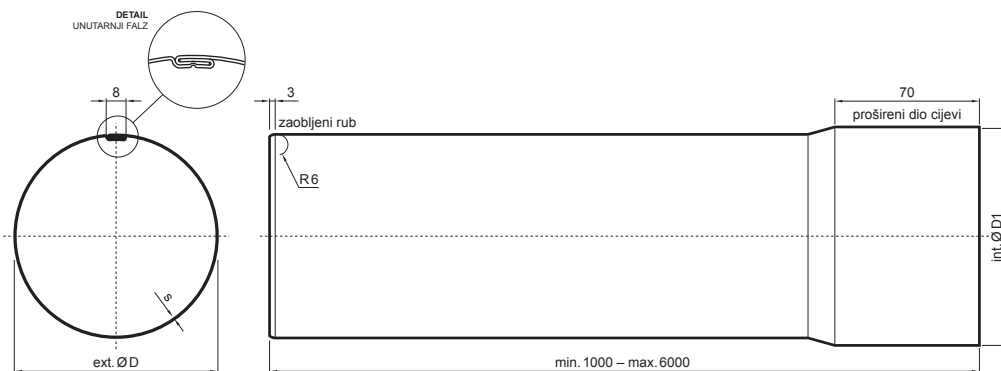 DETAIL
UNUTARNJI FALZ
8
3
zaobljeni rub
R6
70
prošireni dio cijevi
s
ext. Ø D
min. 1000 – max. 6000
int. Ø D1